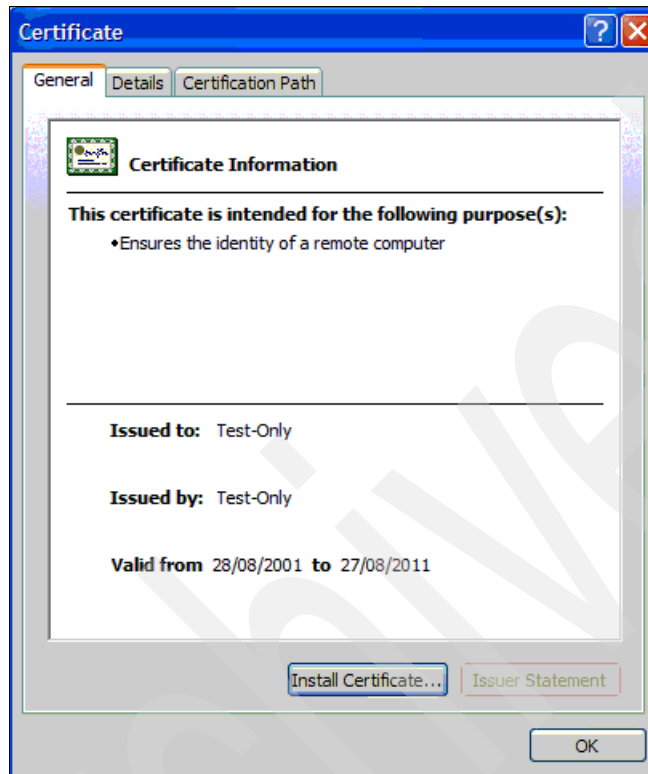 Certificate
General Details Certification Path
Certificate Information
This certificate is intended for the following purpose(s):
•Ensures the identity of a remote computer
Issued to: Test-Only
Issued by: Test-Only
Valid from 28/08/2001 to 27/08/2011
Install Certificate... Issuer Statement
OK